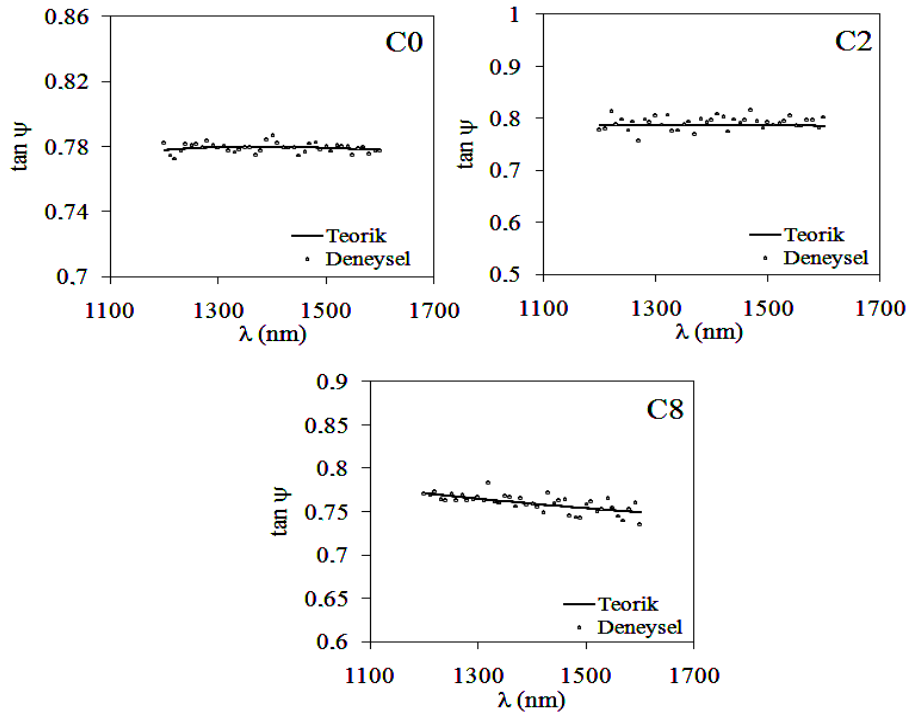 C0
0.86
0.82
0.78
0.74
0.7
tan ψ
Teorik
Deneysel
1100 1300 1500 1700
λ (nm)
C2
1
0.9
0.8
0.7
0.6
0.5
tan ψ
Teorik
Deneysel
1100 1300 1500 1700
λ (nm)
C8
0.9
0.85
0.8
0.75
0.7
0.65
0.6
tan ψ
Teorik
Deneysel
1100 1300 1500 1700
λ (nm)